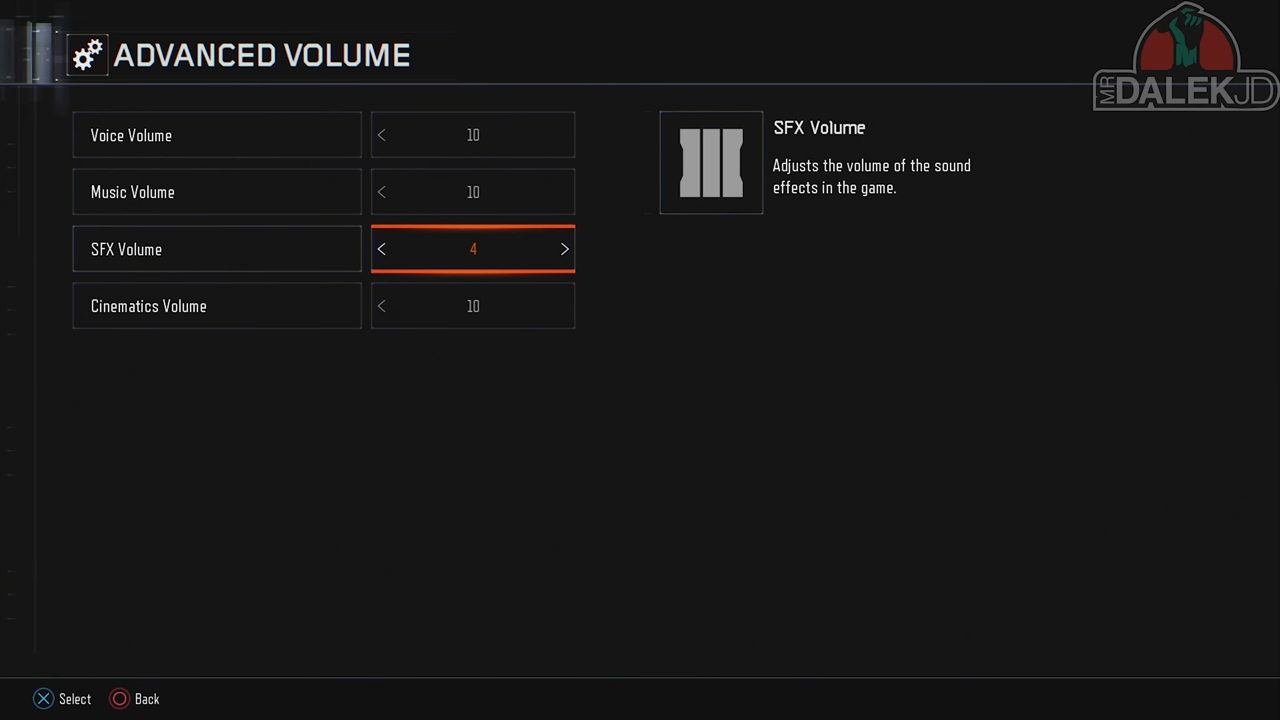 ADVANCED VOLUME
MR DALEKJD
Voice Volume
< 10
Music Volume
< 10
SFX Volume
< 4 >
Cinematics Volume
< 10
SFX Volume
Adjusts the volume of the sound
effects in the game.
Select
Back